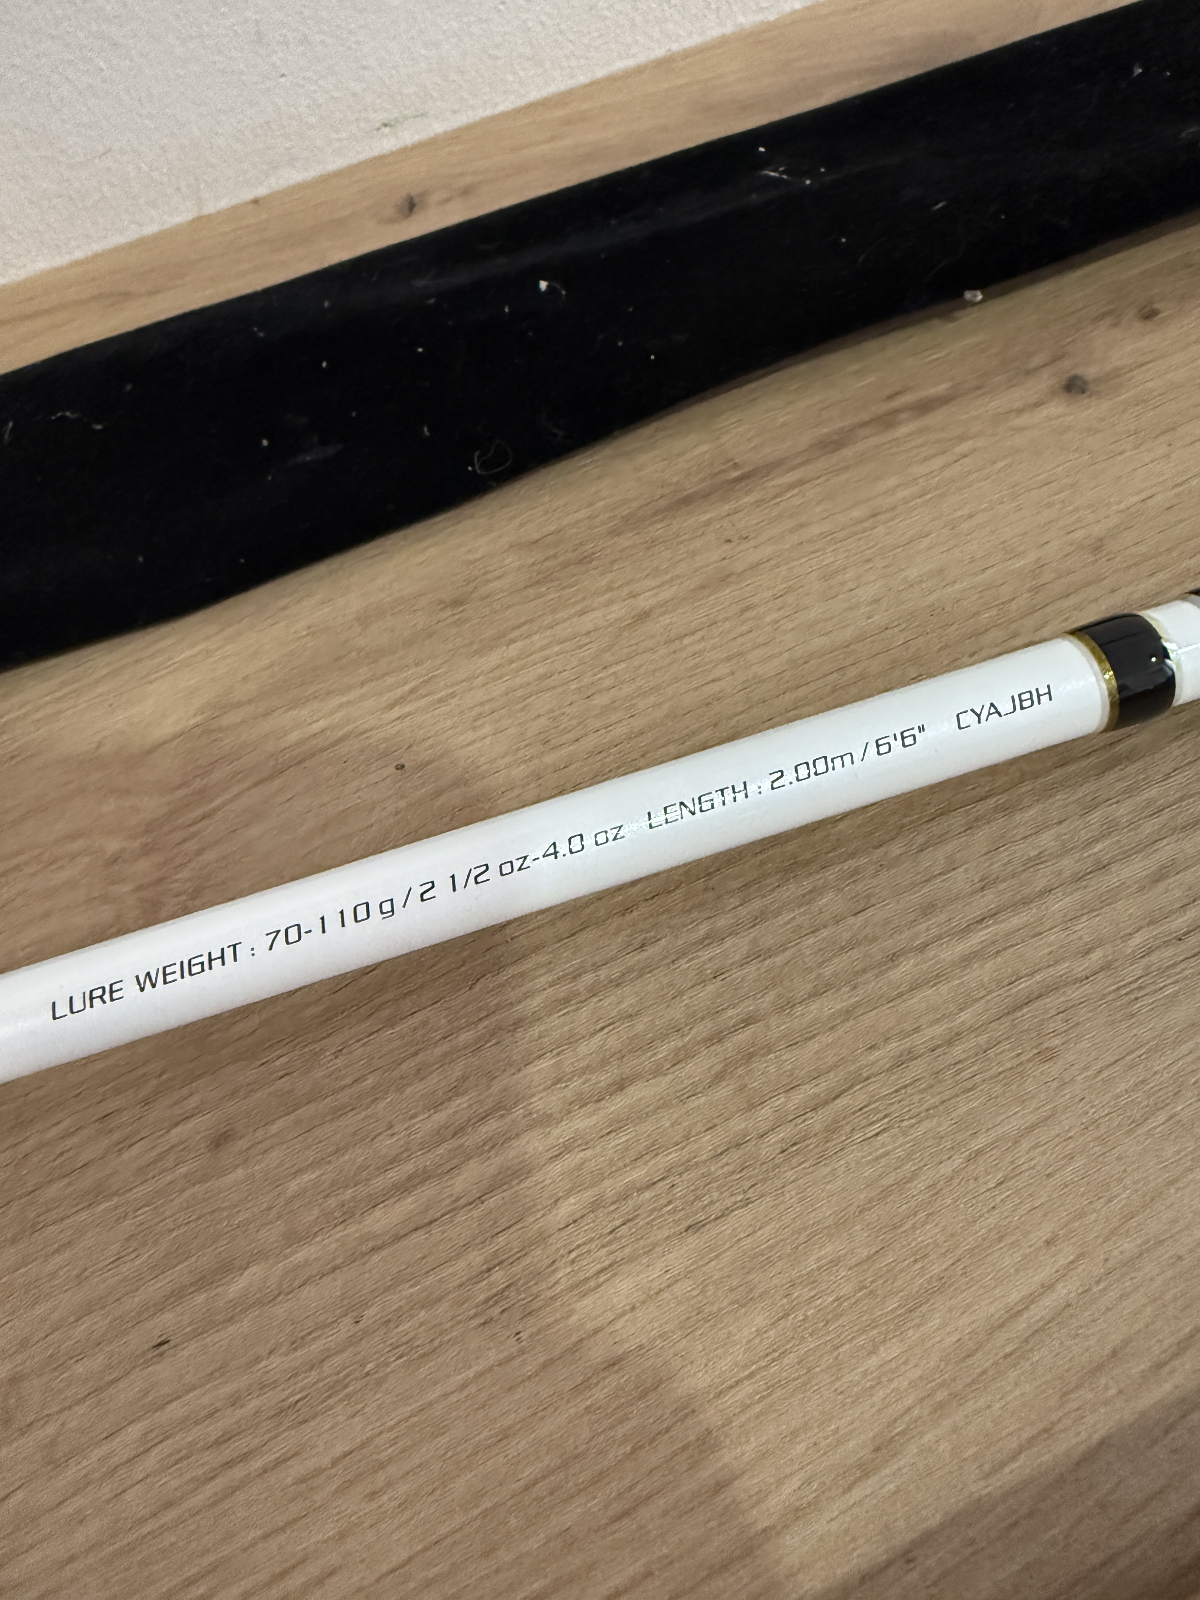 LURE WEIGHT : 70-110 g / 2 1/2 oz-4.0 oz LENGTH : 2.00m / 6'6" CYAJBH